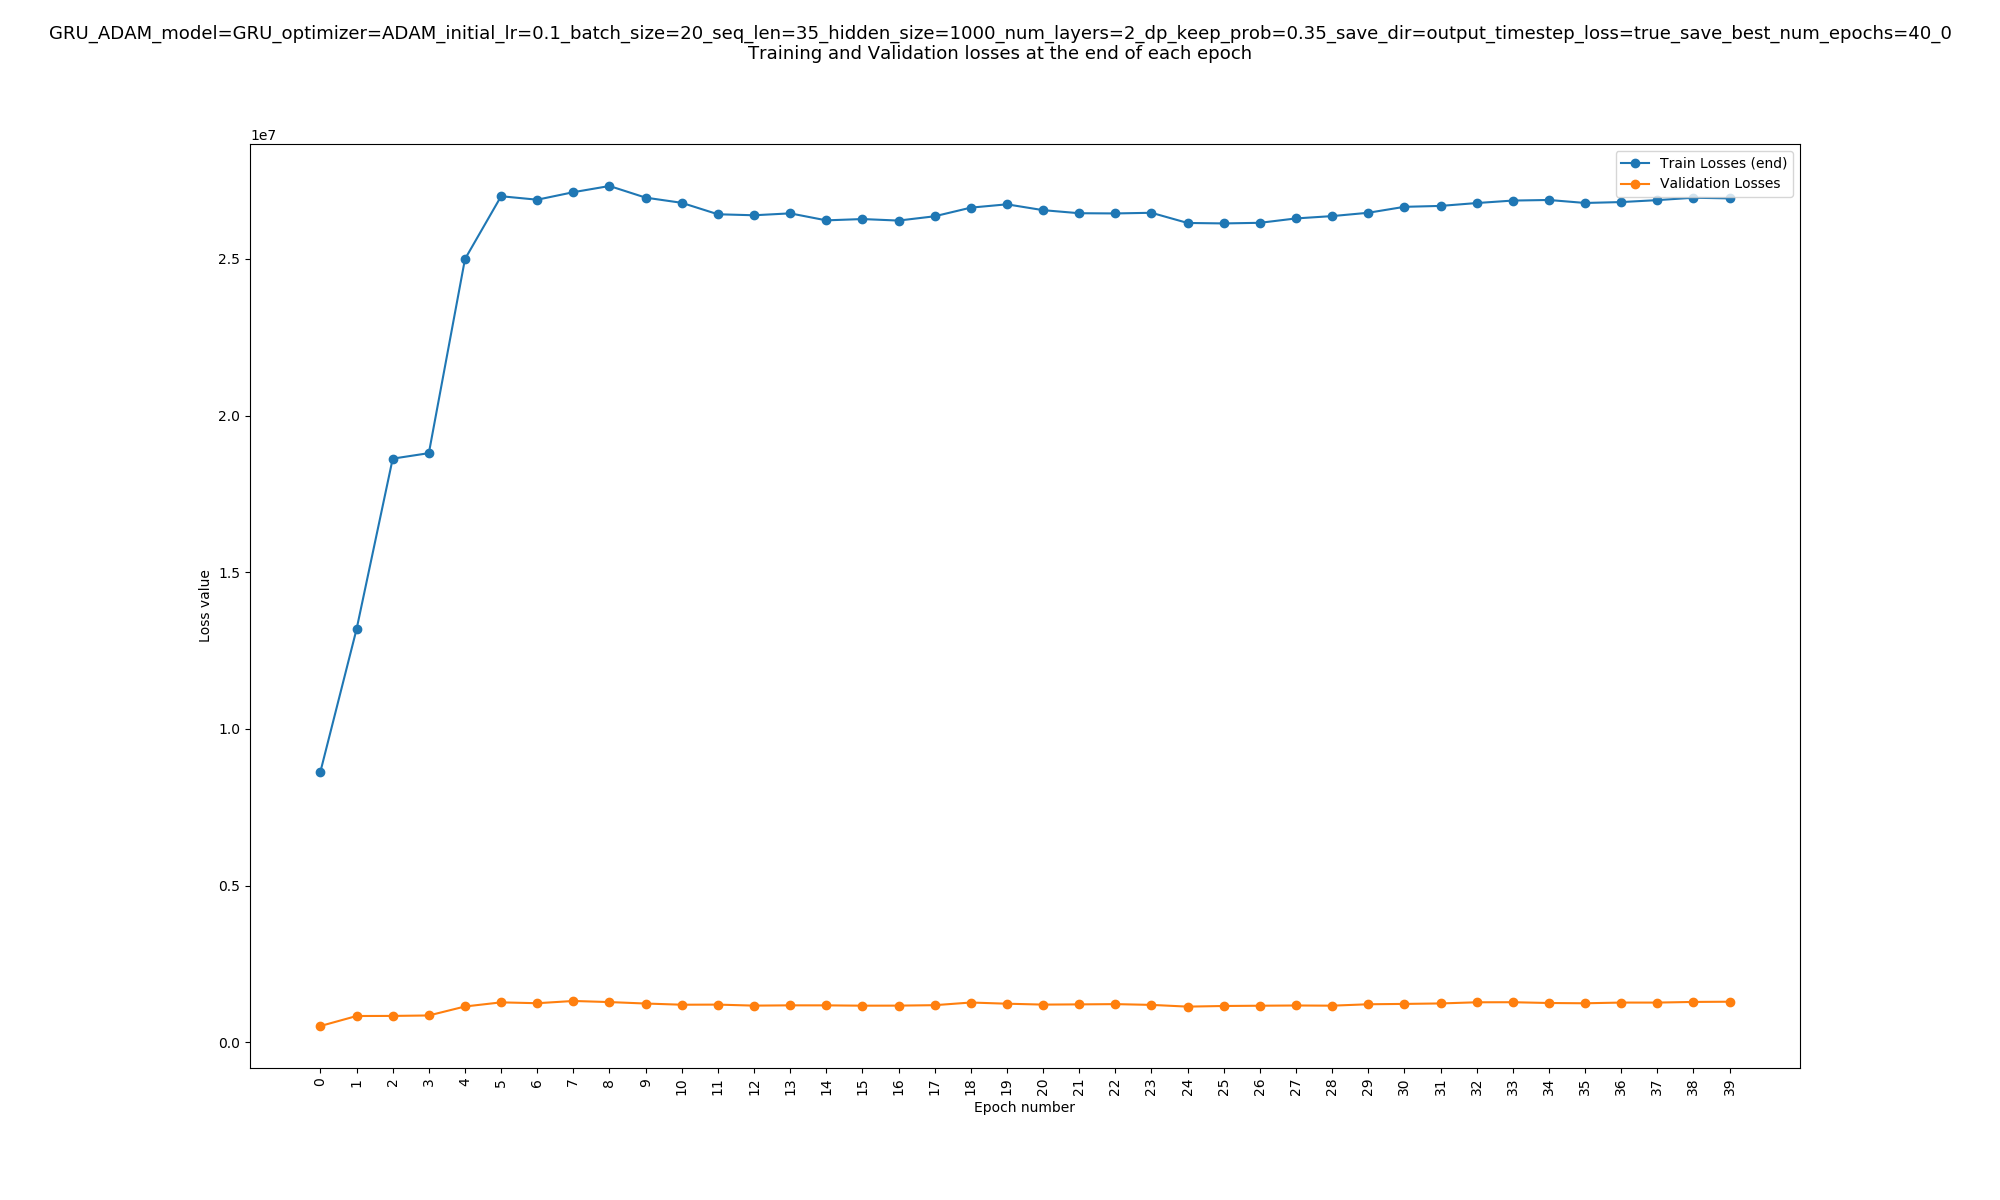 GRU_ADAM_model=GRU_optimizer=ADAM_initial_lr=0.1_batch_size=20_seq_len=35_hidden_size=1000_num_layers=2_dp_keep_prob=0.35_save_dir=output_timestep_loss=true_save_best_num_epochs=40_0
Training and Validation losses at the end of each epoch
1e7
Train Losses (end)
Validation Losses
2.5
2.0
1.5
1.0
0.5
0.0
Loss value
0 1 2 3 4 5 6 7 8 9 10 11 12 13 14 15 16 17 18 19 20 21 22 23 24 25 26 27 28 29 30 31 32 33 34 35 36 37 38 39
Epoch number